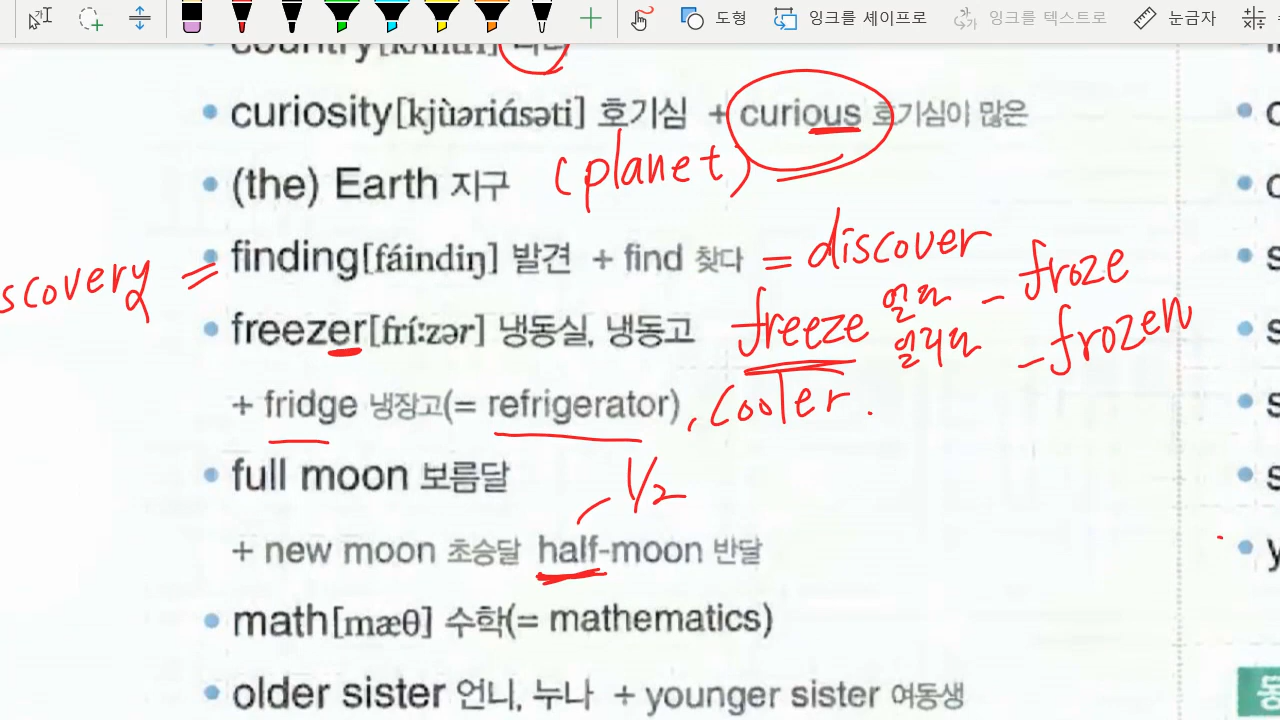 도형 잉크를 셰이프로 잉크를 텍스트로 눈금자
country
curiosity[kjùəriásəti] 호기심 + curious 호기심이 많은
(planet)
(the) Earth 지구
finding[fáindiŋ] 발견 + find 찾다 = discover
scovery =
freezer[fríːzər] 냉동실, 냉동고 freeze 얼다 - froze
얼리다 - frozen
+ fridge 냉장고(= refrigerator), cooler.
full moon 보름달
1/2
+ new moon 초승달 half-moon 반달
math[mæθ] 수학(= mathematics)
older sister 언니, 누나 + younger sister 여동생